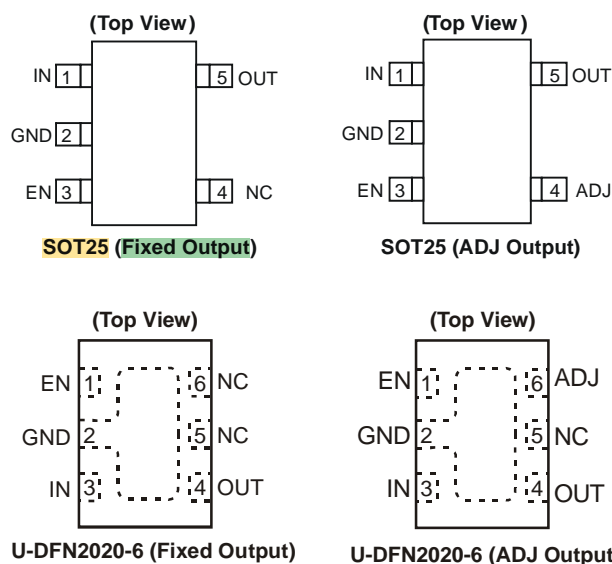 (Top View)
IN 1
5 OUT
GND 2
EN 3
4 NC
SOT25 (Fixed Output)
(Top View)
IN 1
5 OUT
GND 2
EN 3
4 ADJ
SOT25 (ADJ Output)
(Top View)
EN 1
6 NC
GND 2
5 NC
IN 3
4 OUT
U-DFN2020-6 (Fixed Output)
(Top View)
EN 1
6 ADJ
GND 2
5 NC
IN 3
4 OUT
U-DFN2020-6 (ADJ Output